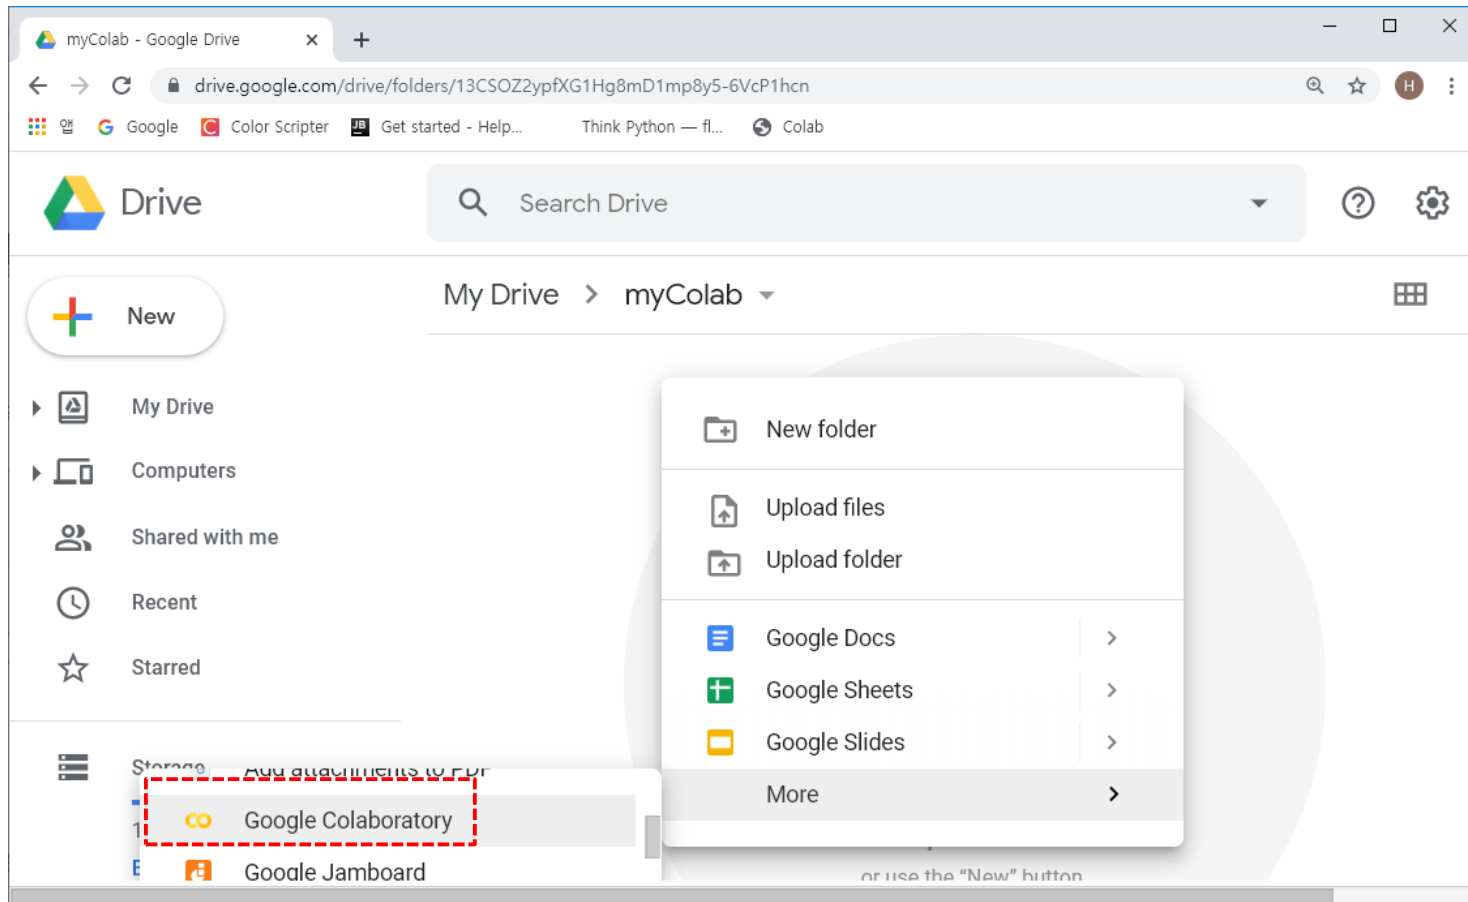 myColab - Google Drive
drive.google.com/drive/folders/13CSOZ2ypfXG1Hg8mD1mp8y5-6VcP1hcn
H
앱 Google Color Scripter Get started - Help... Think Python — fl... Colab
Drive
Search Drive
New
My Drive > myColab
My Drive
Computers
Shared with me
Recent
Starred
Storage
New folder
Upload files
Upload folder
Google Docs
Google Sheets
Google Slides
More
Add attachments to PDF
Google Colaboratory
Google Jamboard
or use the “New” button